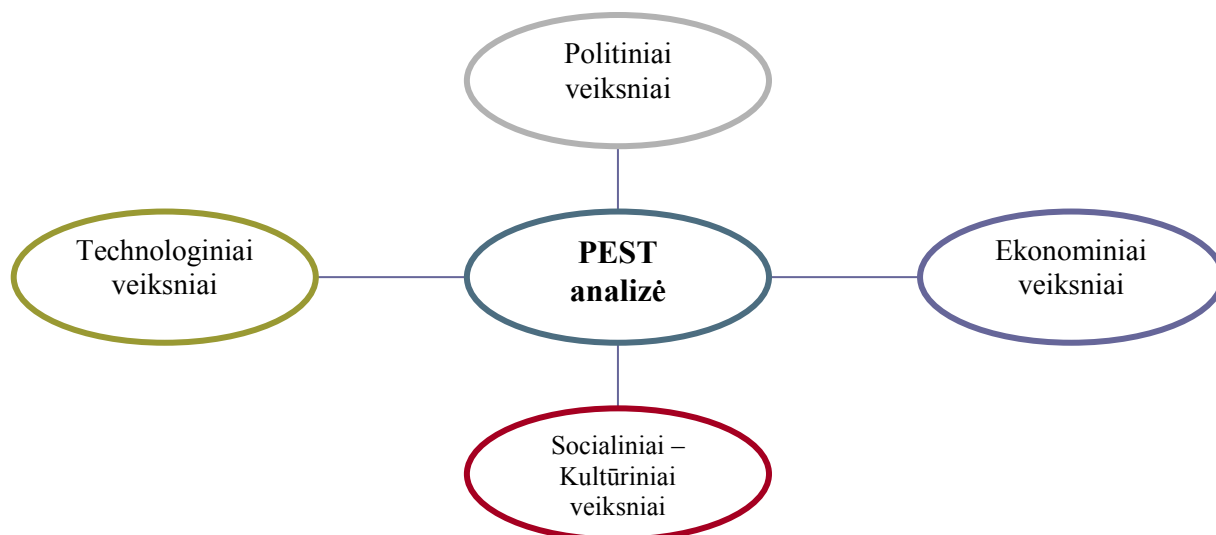 Politiniai
veiksniai
Technologiniai
veiksniai
PEST
analizė
Ekonominiai
veiksniai
Socialiniai –
Kultūriniai
veiksniai